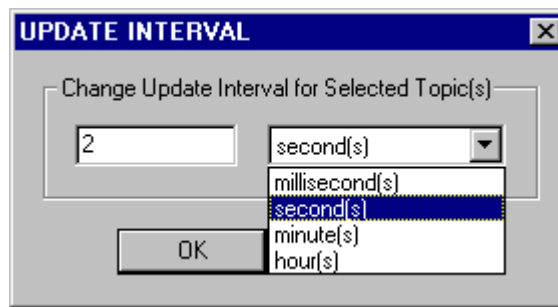 UPDATE INTERVAL
Change Update Interval for Selected Topic(s)
2
second(s)
millisecond(s)
second(s)
minute(s)
hour(s)
OK